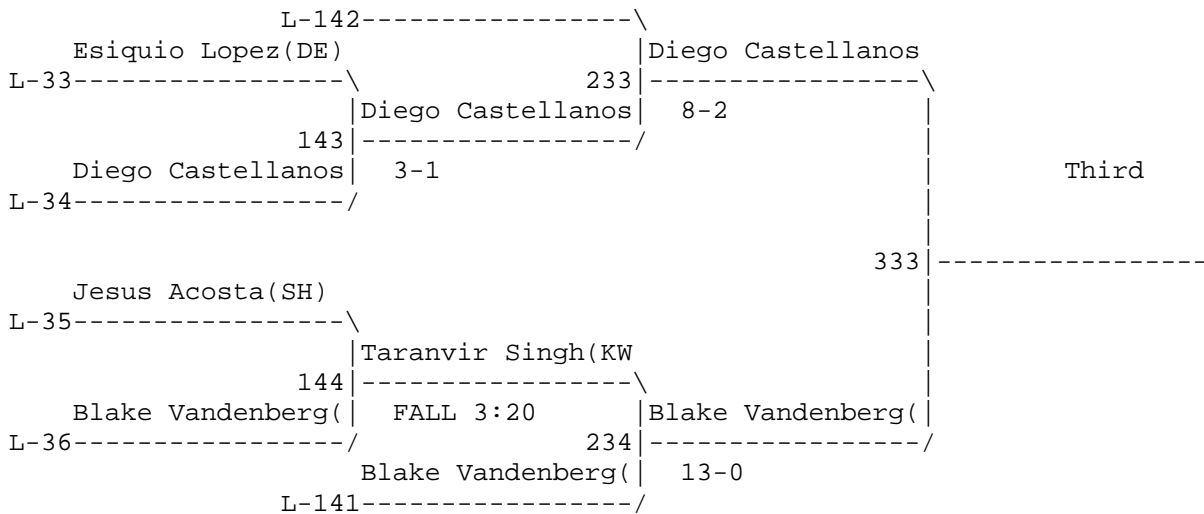 L-142-----------------\
Esiquio Lopez(DE) |Diego Castellanos
L-33-----------------\ 233|-----------------\
|Diego Castellanos| 8-2 |
143|-----------------/ |
Diego Castellanos| 3-1 | Third
L-34-----------------/ |
|
333|-----------------
Jesus Acosta(SH) |
L-35-----------------\ |
|Taranvir Singh(KW |
144|-----------------\ |
Blake Vandenberg(| FALL 3:20 |Blake Vandenberg(|
L-36-----------------/ 234|-----------------/
Blake Vandenberg(| 13-0
L-141-----------------/